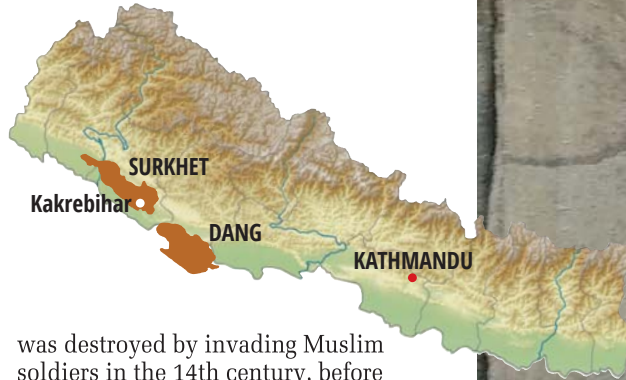 SURKHET
Kakrebihar
DANG
KATHMANDU
was destroyed by invading Muslim
soldiers in the 14th century, before